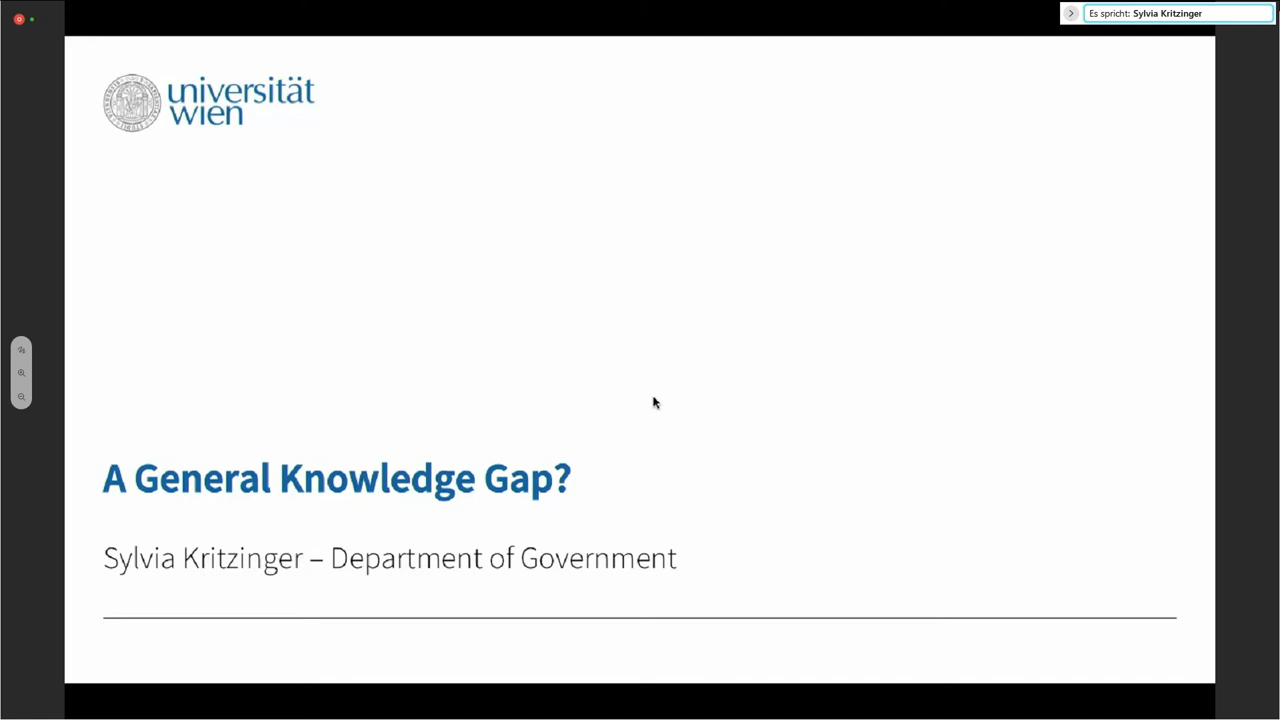 Es spricht: Sylvia Kritzinger
universität
wien
A General Knowledge Gap?
Sylvia Kritzinger – Department of Government